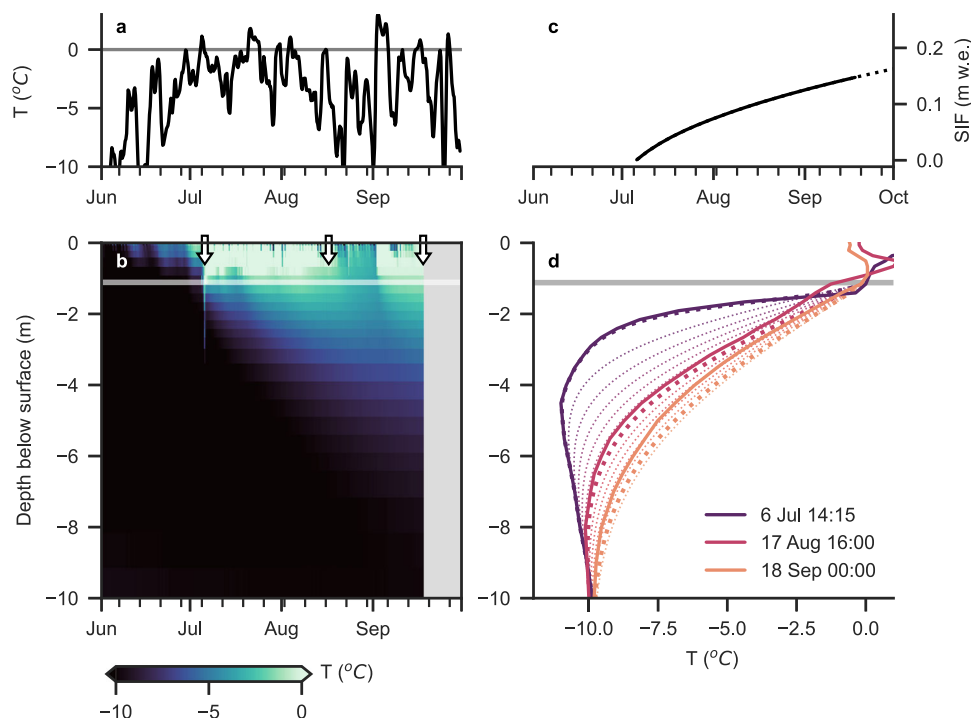 a
T (°C)
0
−5
−10
Jun
Jul
Aug
Sep
c
SIF (m w.e.)
0.2
0.1
0.0
Jun
Jul
Aug
Sep
Oct
b
Depth below surface (m)
0
−2
−4
−6
−8
−10
Jun
Jul
Aug
Sep
T (°C)
−10
−5
0
d
0
−2
−4
−6
−8
−10
6 Jul 14:15
17 Aug 16:00
18 Sep 00:00
−10.0
−7.5
−5.0
−2.5
0.0
T (°C)